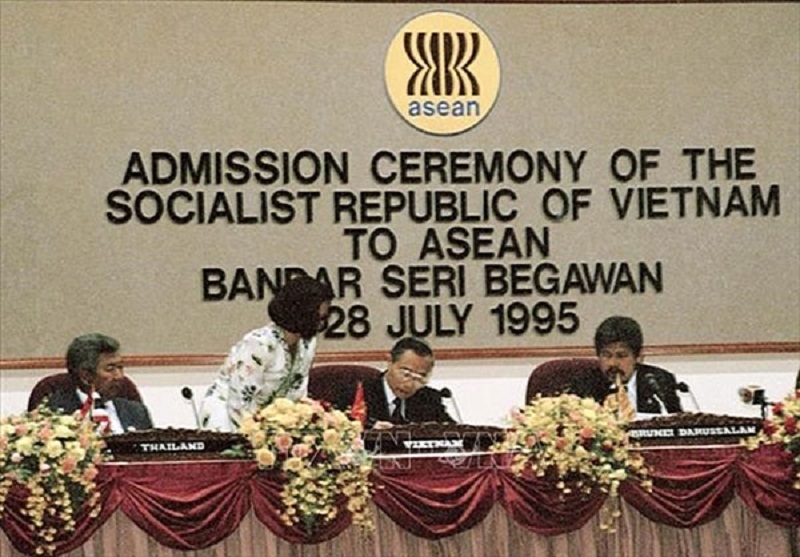 asean
ADMISSION CEREMONY OF THE
SOCIALIST REPUBLIC OF VIETNAM
TO ASEAN
BANDAR SERI BEGAWAN
28 JULY 1995
THAILAND
VIETNAM
BRUNEI DARUSSALAM